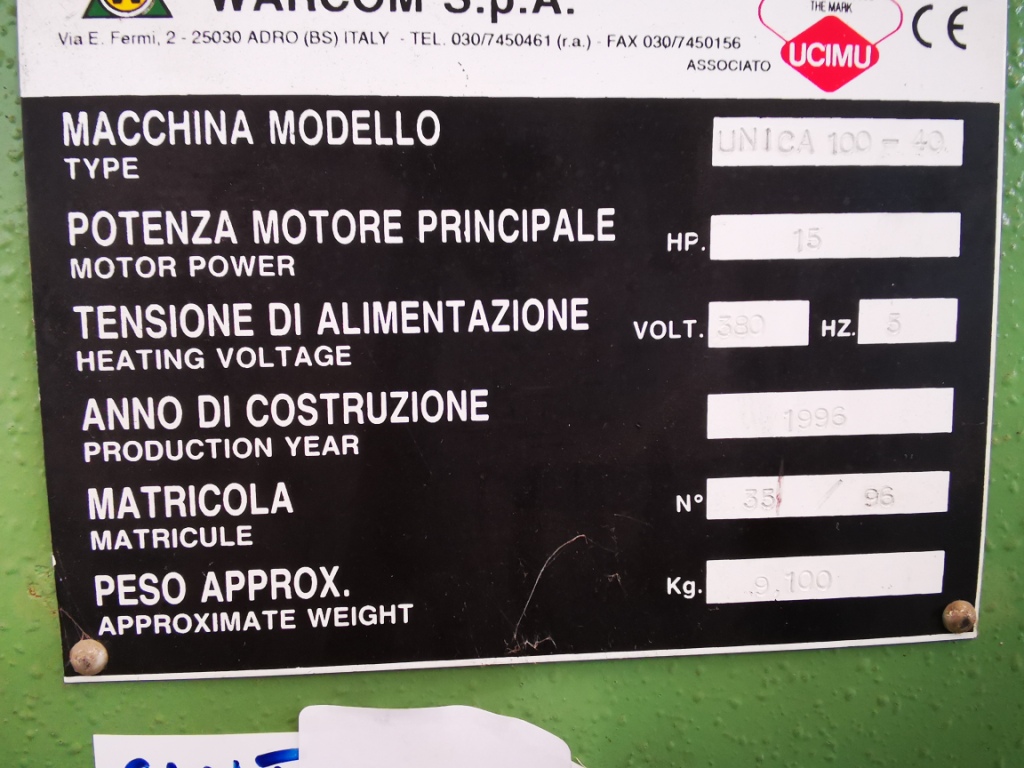 WARCOM S.p.A.
Via E. Fermi, 2 - 25030 ADRO (BS) ITALY - TEL. 030/7450461 (r.a.) - FAX 030/7450156
THE MARK
UCIMU
CE
ASSOCIATO
MACCHINA MODELLO
TYPE
UNICA 100 - 40
POTENZA MOTORE PRINCIPALE
MOTOR POWER
HP. 15
TENSIONE DI ALIMENTAZIONE
HEATING VOLTAGE
VOLT. 380 HZ. 5
ANNO DI COSTRUZIONE
PRODUCTION YEAR
1996
MATRICOLA
MATRICULE
N° 35 / 96
PESO APPROX.
APPROXIMATE WEIGHT
Kg. 9.100